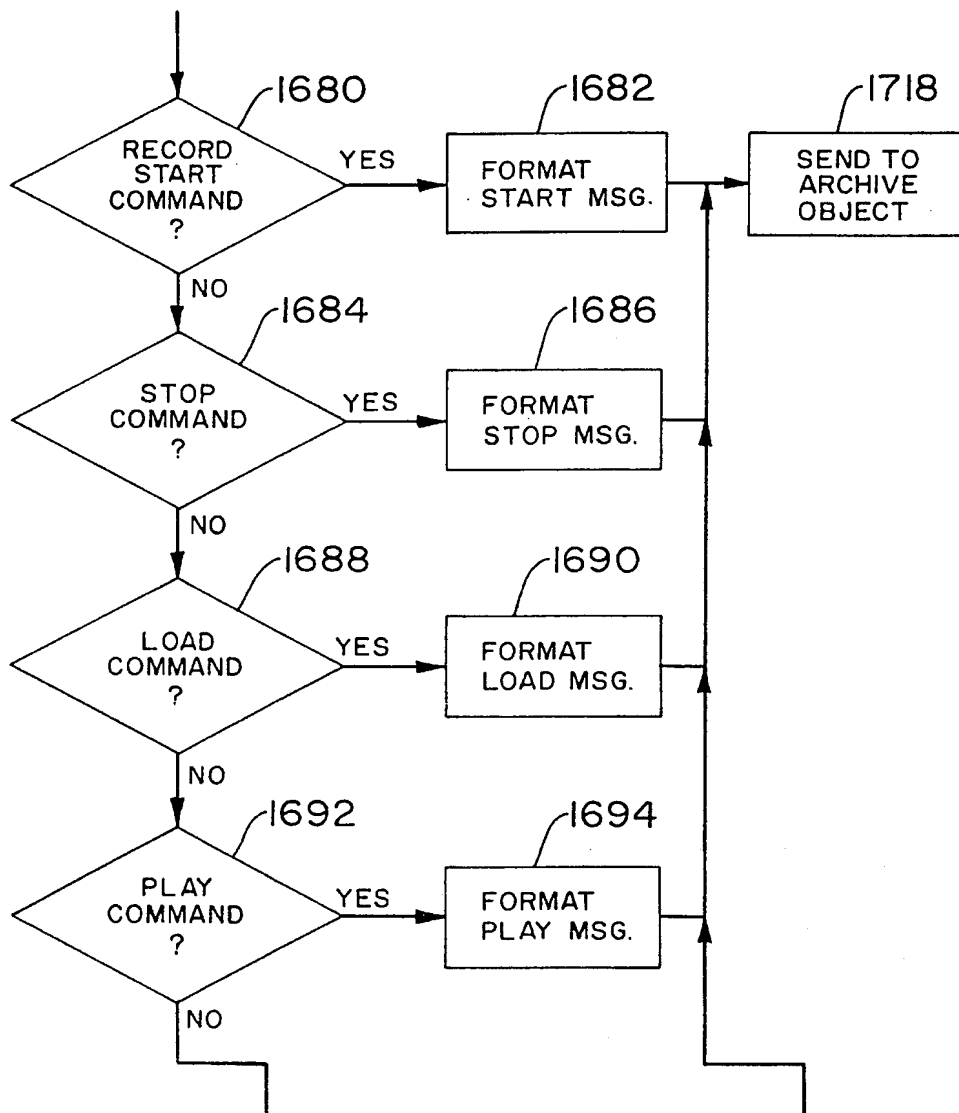 1680
RECORD
START
COMMAND
?
YES
NO
1682
FORMAT
START MSG.
1718
SEND TO
ARCHIVE
OBJECT
1684
STOP
COMMAND
?
YES
NO
1686
FORMAT
STOP MSG.
1688
LOAD
COMMAND
?
YES
NO
1690
FORMAT
LOAD MSG.
1692
PLAY
COMMAND
?
YES
NO
1694
FORMAT
PLAY MSG.